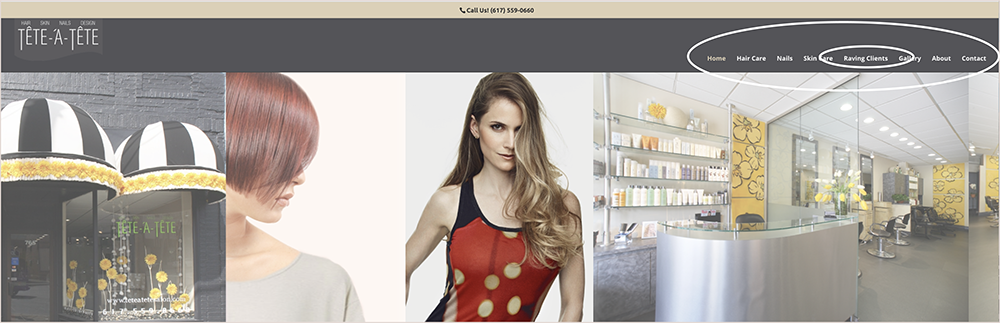 Call Us! (617) 559-0660
HAIR SKIN NAILS DESIGN
TÊTE-À-TÊTE
Home Hair Care Nails Skin Care Raving Clients Gallery About Contact
TÊTE-À-TÊTE
www.teteatetesalon.com